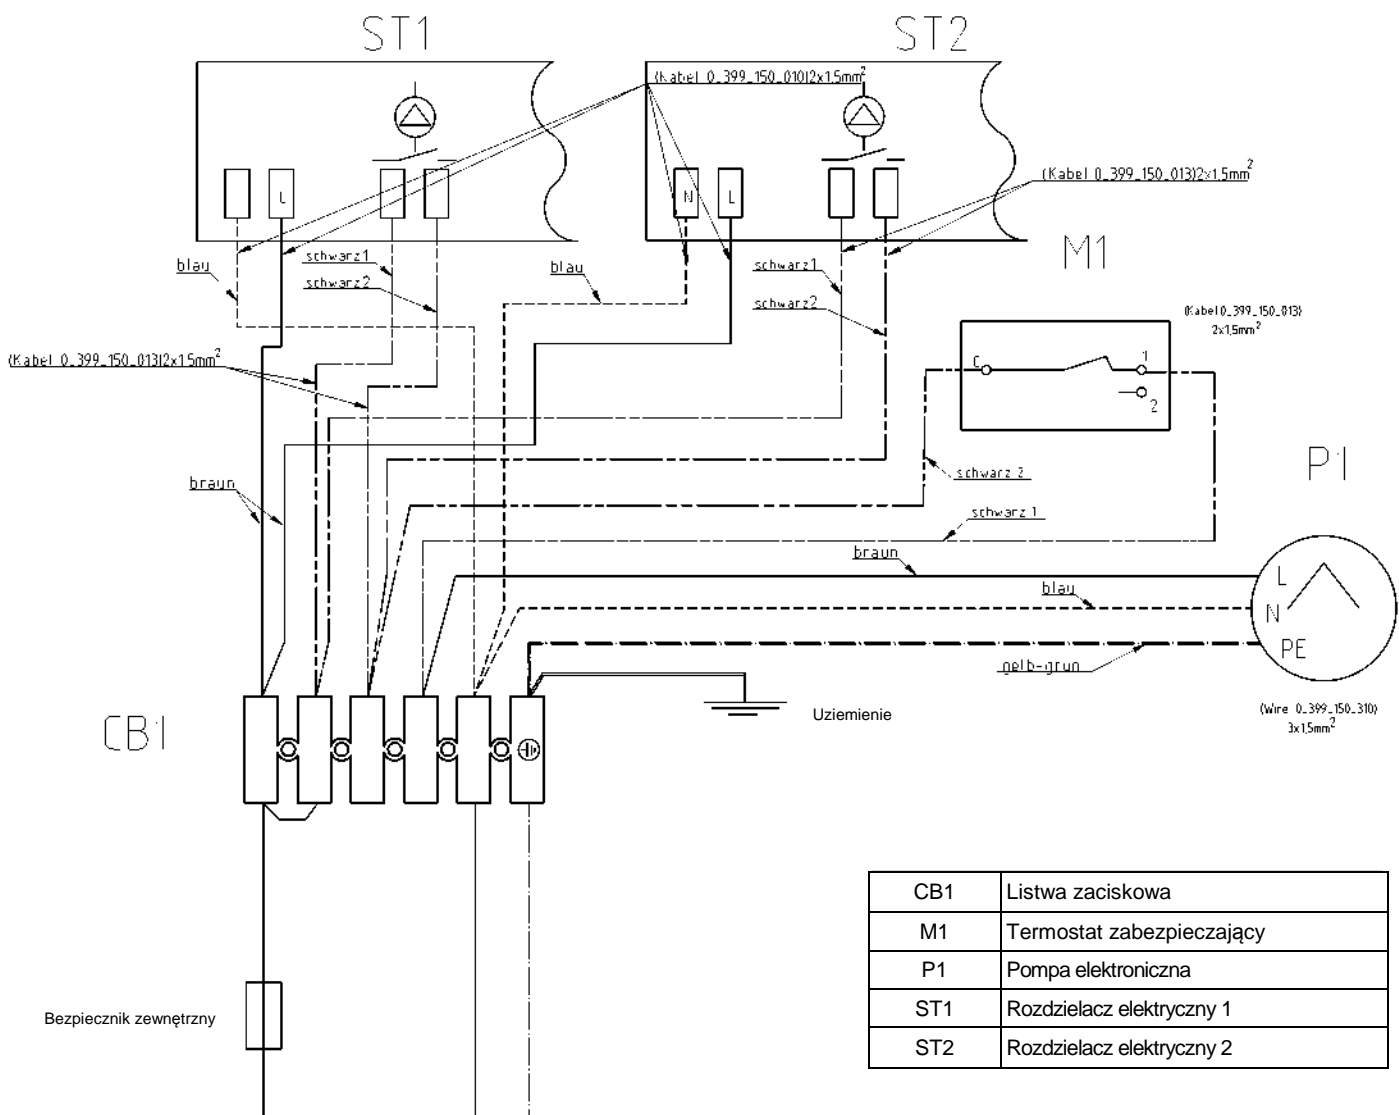 ST1
ST2
(Kabel 0_399_150_010)2x1,5mm²
(Kabel 0_399_150_013)2x1,5mm²
L
N
L
M1
blau
schwarz1
schwarz2
blau
schwarz1
schwarz2
(Kabel 0_399_150_013)
2x1,5mm²
(Kabel 0_399_150_013)2x1,5mm²
C
1
2
P1
braun
schwarz 2
schwarz 1
braun
blau
L
N
PE
gelb-grun
CB1
Uziemienie
(Wire 0_399_150_310)
3x1,5mm²
CB1 Listwa zaciskowa
M1 Termostat zabezpieczający
P1 Pompa elektroniczna
ST1 Rozdzielacz elektryczny 1
ST2 Rozdzielacz elektryczny 2
Bezpiecznik zewnętrzny